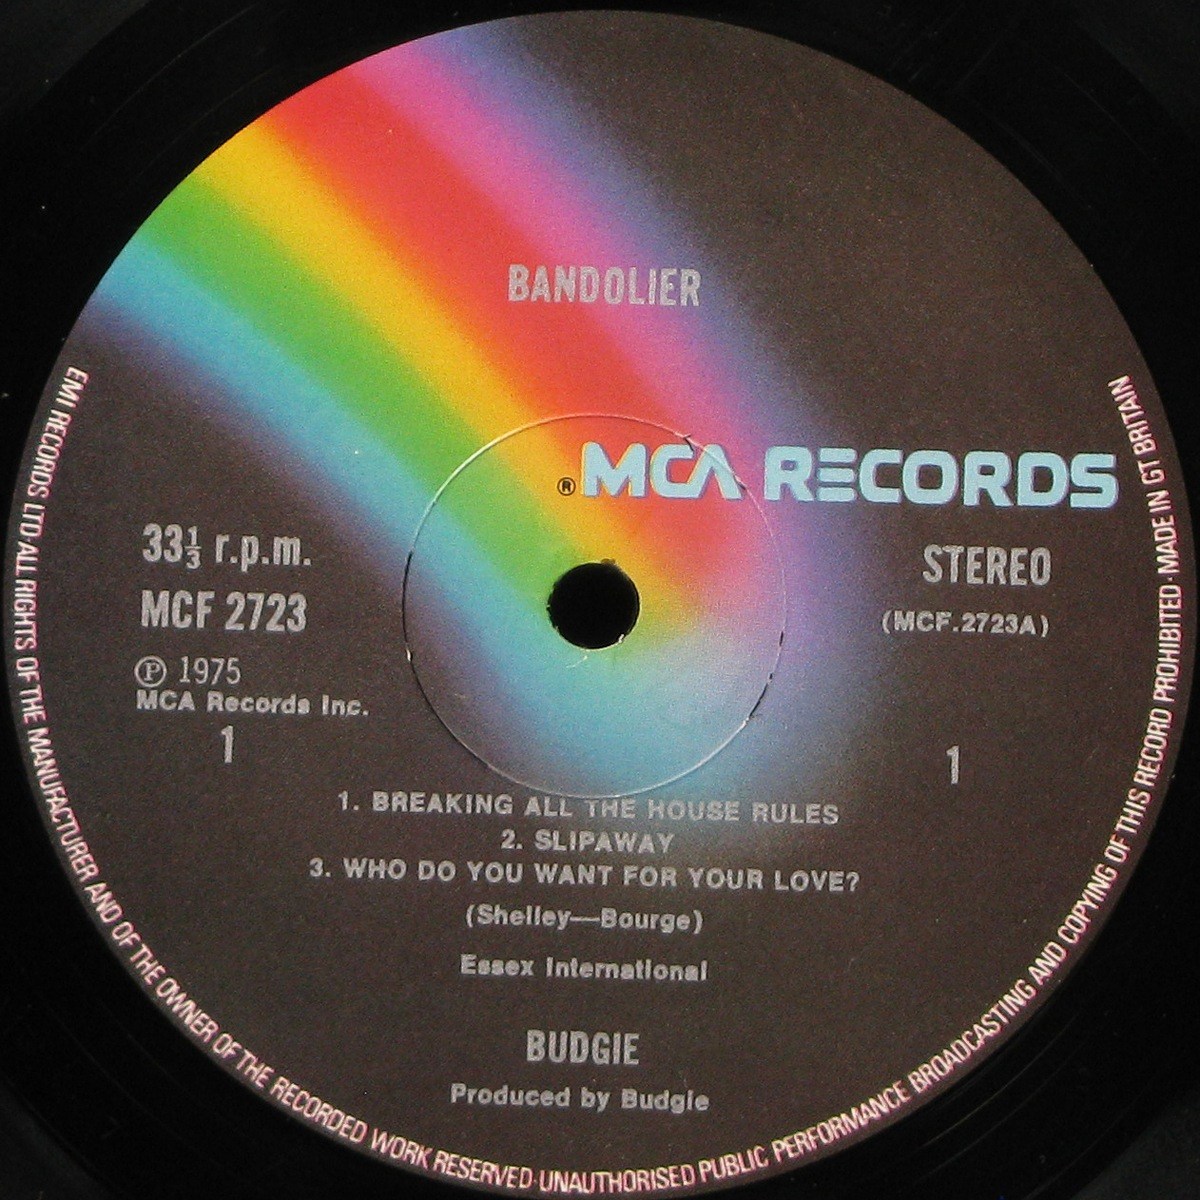 BANDOLIER
® MCA RECORDS
33⅓ r.p.m.
STEREO
MCF 2723
(MCF.2723A)
℗ 1975
MCA Records Inc.
1
1
1. BREAKING ALL THE HOUSE RULES
2. SLIPAWAY
3. WHO DO YOU WANT FOR YOUR LOVE?
(Shelley—Bourge)
Essex International
BUDGIE
Produced by Budgie
EMI RECORDS LTD·ALL RIGHTS OF THE MANUFACTURER AND OF THE OWNER OF THE RECORDED WORK RESERVED·UNAUTHORISED PUBLIC PERFORMANCE BROADCASTING AND COPYING OF THIS RECORD PROHIBITED·MADE IN GT BRITAIN